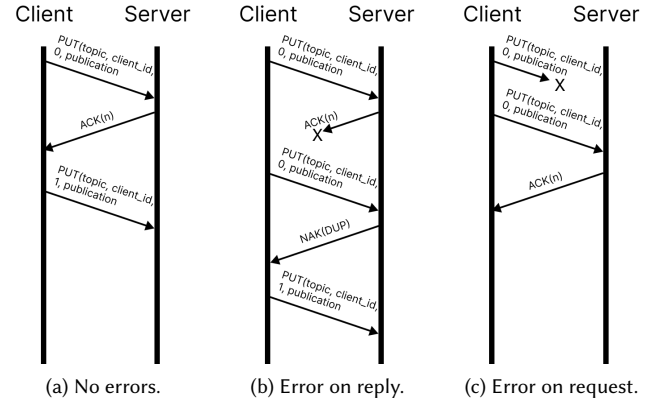 Client Server
PUT(topic, client_id,
0, publication
ACK(n)
PUT(topic, client_id,
1, publication
(a) No errors.
Client Server
PUT(topic, client_id,
0, publication
ACK(n)
X
PUT(topic, client_id,
0, publication
NAK(DUP)
PUT(topic, client_id,
1, publication
(b) Error on reply.
Client Server
PUT(topic, client_id,
0, publication
X
PUT(topic, client_id,
0, publication
ACK(n)
(c) Error on request.